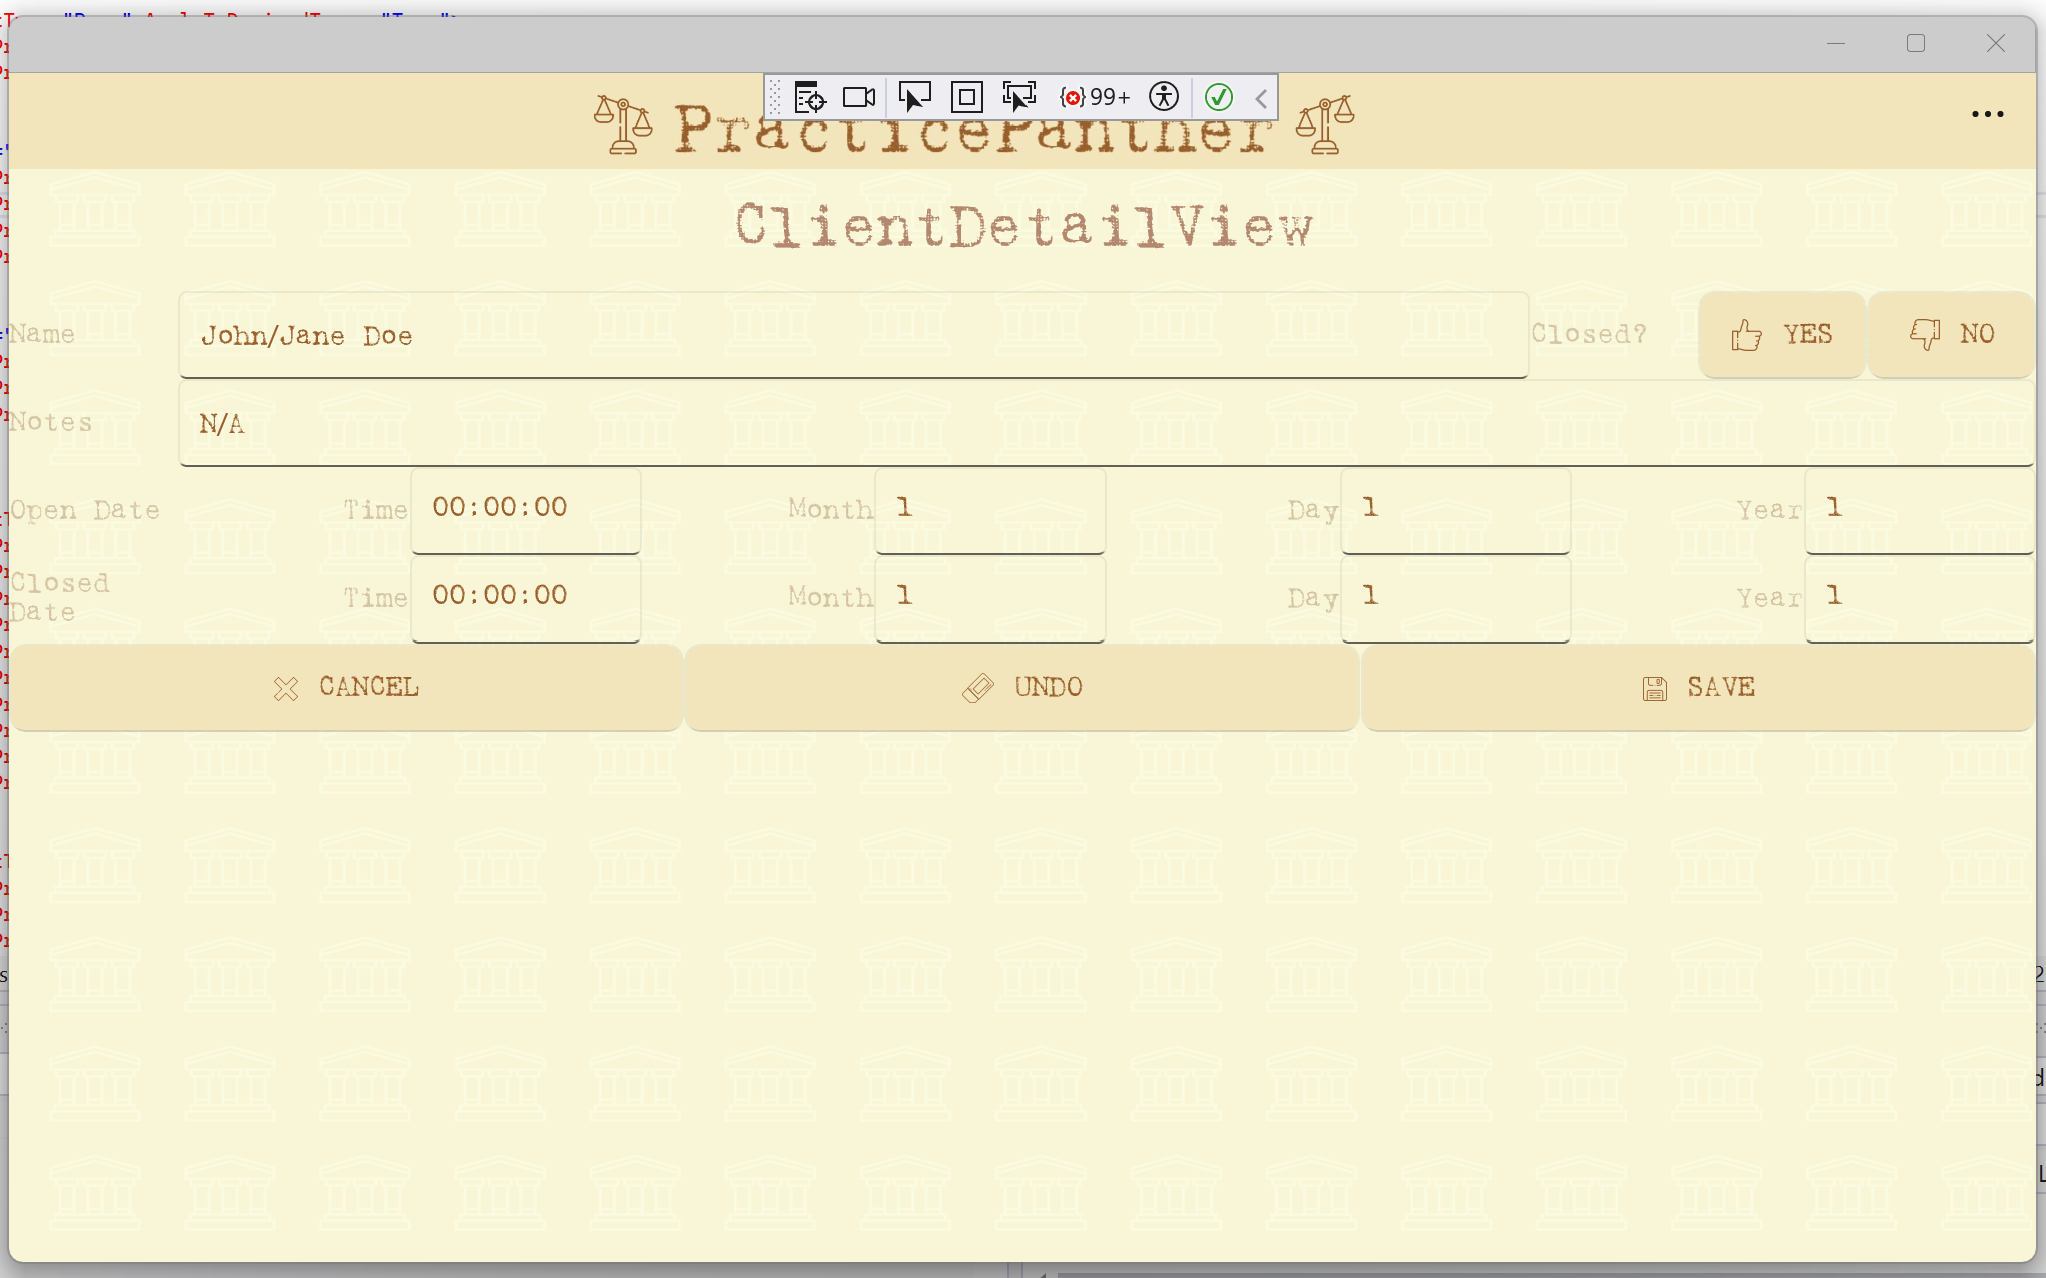 99+
PracticePanther
ClientDetailView
Name John/Jane Doe Closed? YES NO
Notes N/A
Open Date Time 00:00:00 Month 1 Day 1 Year 1
Closed Date Time 00:00:00 Month 1 Day 1 Year 1
CANCEL UNDO SAVE